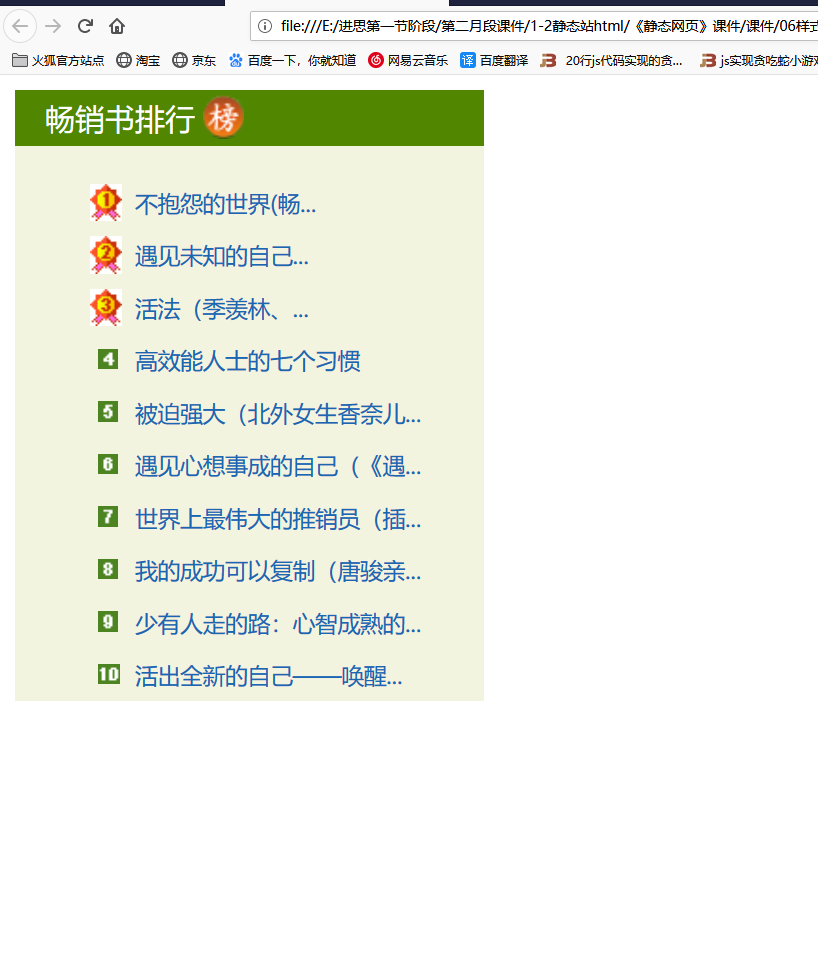 file:///E:/进思第一节阶段/第二月段课件/1-2静态站html/《静态网页》课件/课件/06样式
火狐官方站点 淘宝 京东 百度一下，你就知道 网易云音乐 译 百度翻译 20行js代码实现的贪... js实现贪吃蛇小游戏
畅销书排行 榜
1 不抱怨的世界(畅...
2 遇见未知的自己...
3 活法（季羡林、...
4 高效能人士的七个习惯
5 被迫强大（北外女生香奈儿...
6 遇见心想事成的自己（《遇...
7 世界上最伟大的推销员（插...
8 我的成功可以复制（唐骏亲...
9 少有人走的路：心智成熟的...
10 活出全新的自己——唤醒...